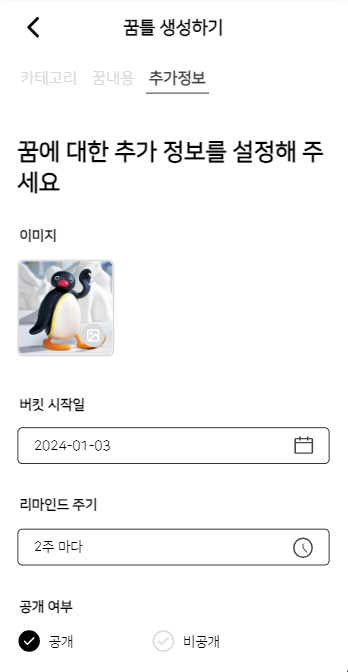 꿈틀 생성하기
카테고리 꿈내용 추가정보
꿈에 대한 추가 정보를 설정해 주
세요
이미지
버킷 시작일
2024-01-03
리마인드 주기
2주 마다
공개 여부
공개 비공개